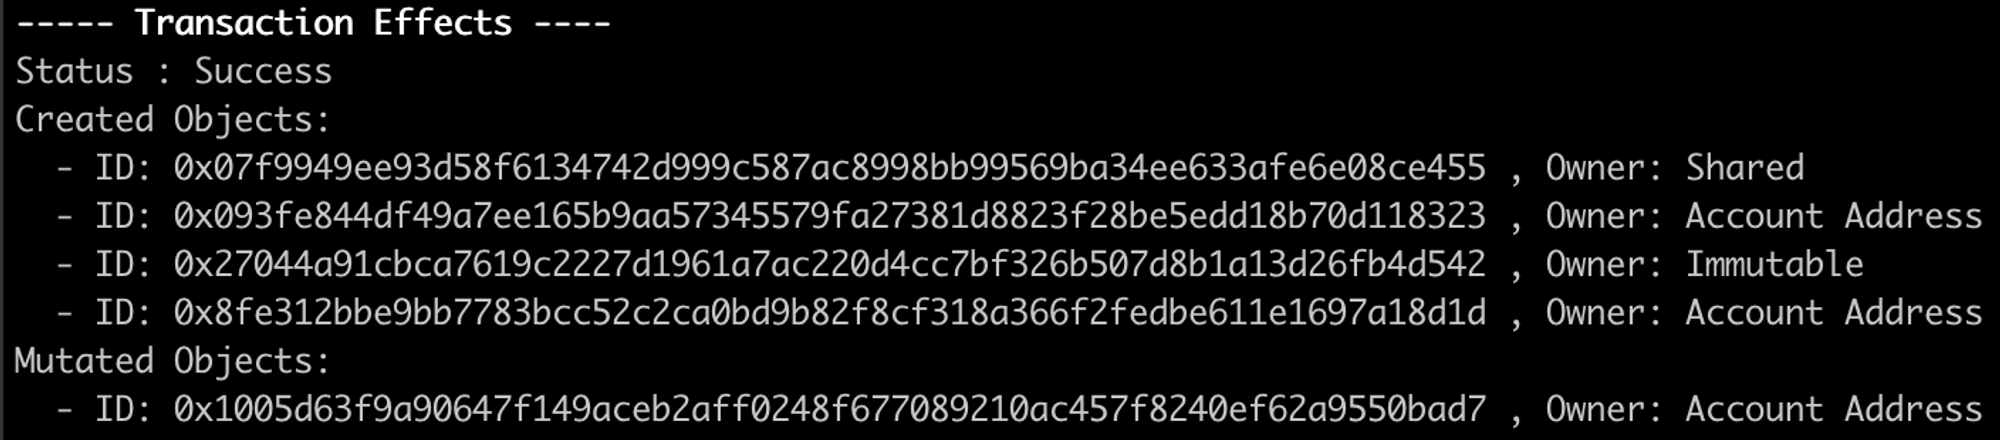 ----- Transaction Effects ----
Status : Success
Created Objects:
  - ID: 0x07f9949ee93d58f6134742d999c587ac8998bb99569ba34ee633afe6e08ce455 , Owner: Shared
  - ID: 0x093fe844df49a7ee165b9aa57345579fa27381d8823f28be5edd18b70d118323 , Owner: Account Address
  - ID: 0x27044a91cbca7619c2227d1961a7ac220d4cc7bf326b507d8b1a13d26fb4d542 , Owner: Immutable
  - ID: 0x8fe312bbe9bb7783bcc52c2ca0bd9b82f8cf318a366f2fedbe611e1697a18d1d , Owner: Account Address
Mutated Objects:
  - ID: 0x1005d63f9a90647f149aceb2aff0248f677089210ac457f8240ef62a9550bad7 , Owner: Account Address